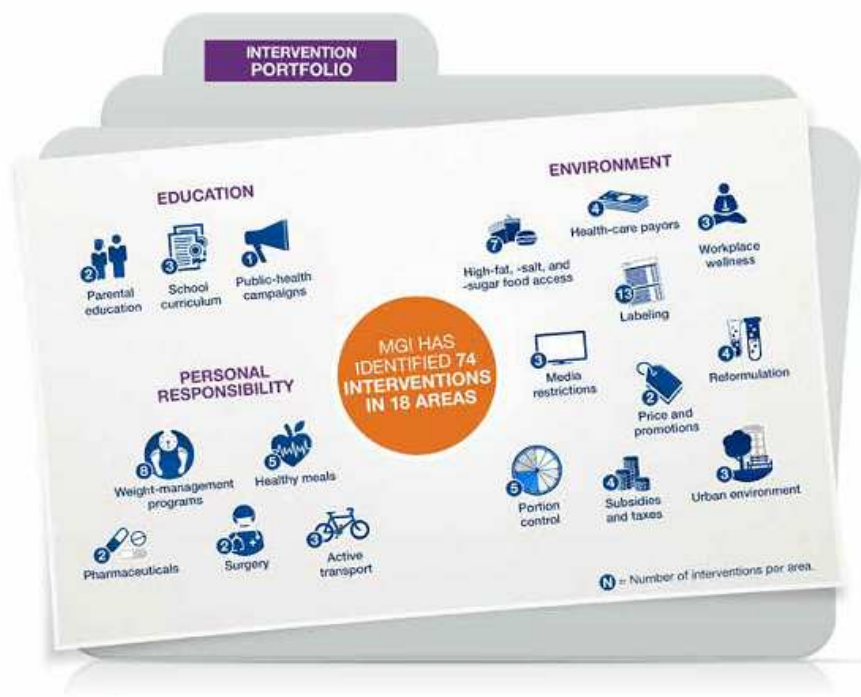 INTERVENTION
PORTFOLIO
EDUCATION
2
Parental
education
3
School
curriculum
1
Public-health
campaigns
PERSONAL
RESPONSIBILITY
8
Weight-management
programs
5
Healthy meals
2
Pharmaceuticals
2
Surgery
3
Active
transport
MGI HAS
IDENTIFIED 74
INTERVENTIONS
IN 18 AREAS
ENVIRONMENT
7
High-fat, -salt, and
-sugar food access
4
Health-care payors
3
Workplace
wellness
13
Labeling
3
Media
restrictions
2
Price and
promotions
4
Reformulation
5
Portion
control
4
Subsidies
and taxes
3
Urban environment
N = Number of interventions per area.